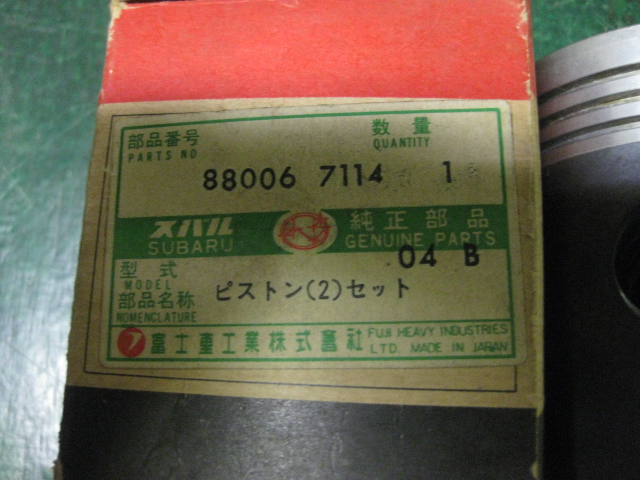 部品番号 数量
PARTS NO QUANTITY
88006 7114 1
スバル 純正部品
SUBARU GENUINE PARTS
型式 04 B
MODEL
部品名称 ピストン(2)セット
NOMENCLATURE
富士重工業株式會社 FUJI HEAVY INDUSTRIES
LTD. MADE IN JAPAN